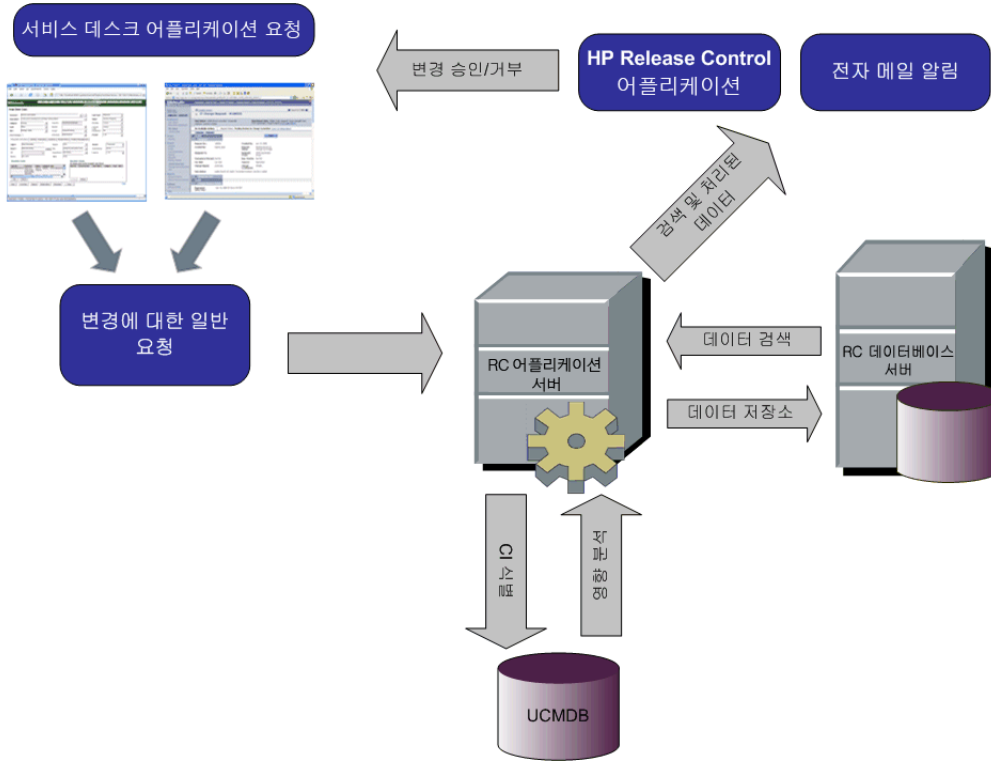 서비스 데스크 어플리케이션 요청
변경 승인/거부
HP Release Control
어플리케이션
전자 메일 알림
검색 및 처리된
데이터
변경에 대한 일반
요청
RC 어플리케이션
서버
데이터 검색
데이터 저장소
RC 데이터베이스
서버
CI 식별
영향 분석
UCMDB